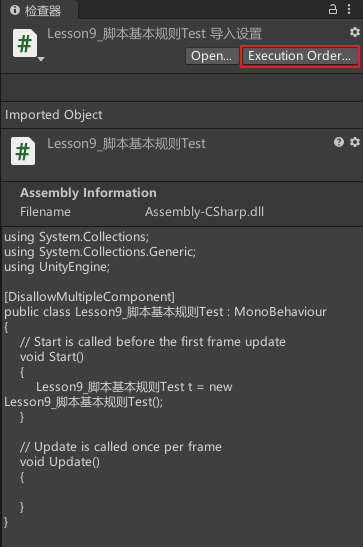 检查器
Lesson9_脚本基本规则Test 导入设置
Open...
Execution Order...
Imported Object
Lesson9_脚本基本规则Test
Assembly Information
Filename Assembly-CSharp.dll
using System.Collections;
using System.Collections.Generic;
using UnityEngine;
[DisallowMultipleComponent]
public class Lesson9_脚本基本规则Test : MonoBehaviour
{
// Start is called before the first frame update
void Start()
{
Lesson9_脚本基本规则Test t = new
Lesson9_脚本基本规则Test();
}
// Update is called once per frame
void Update()
{
}
}